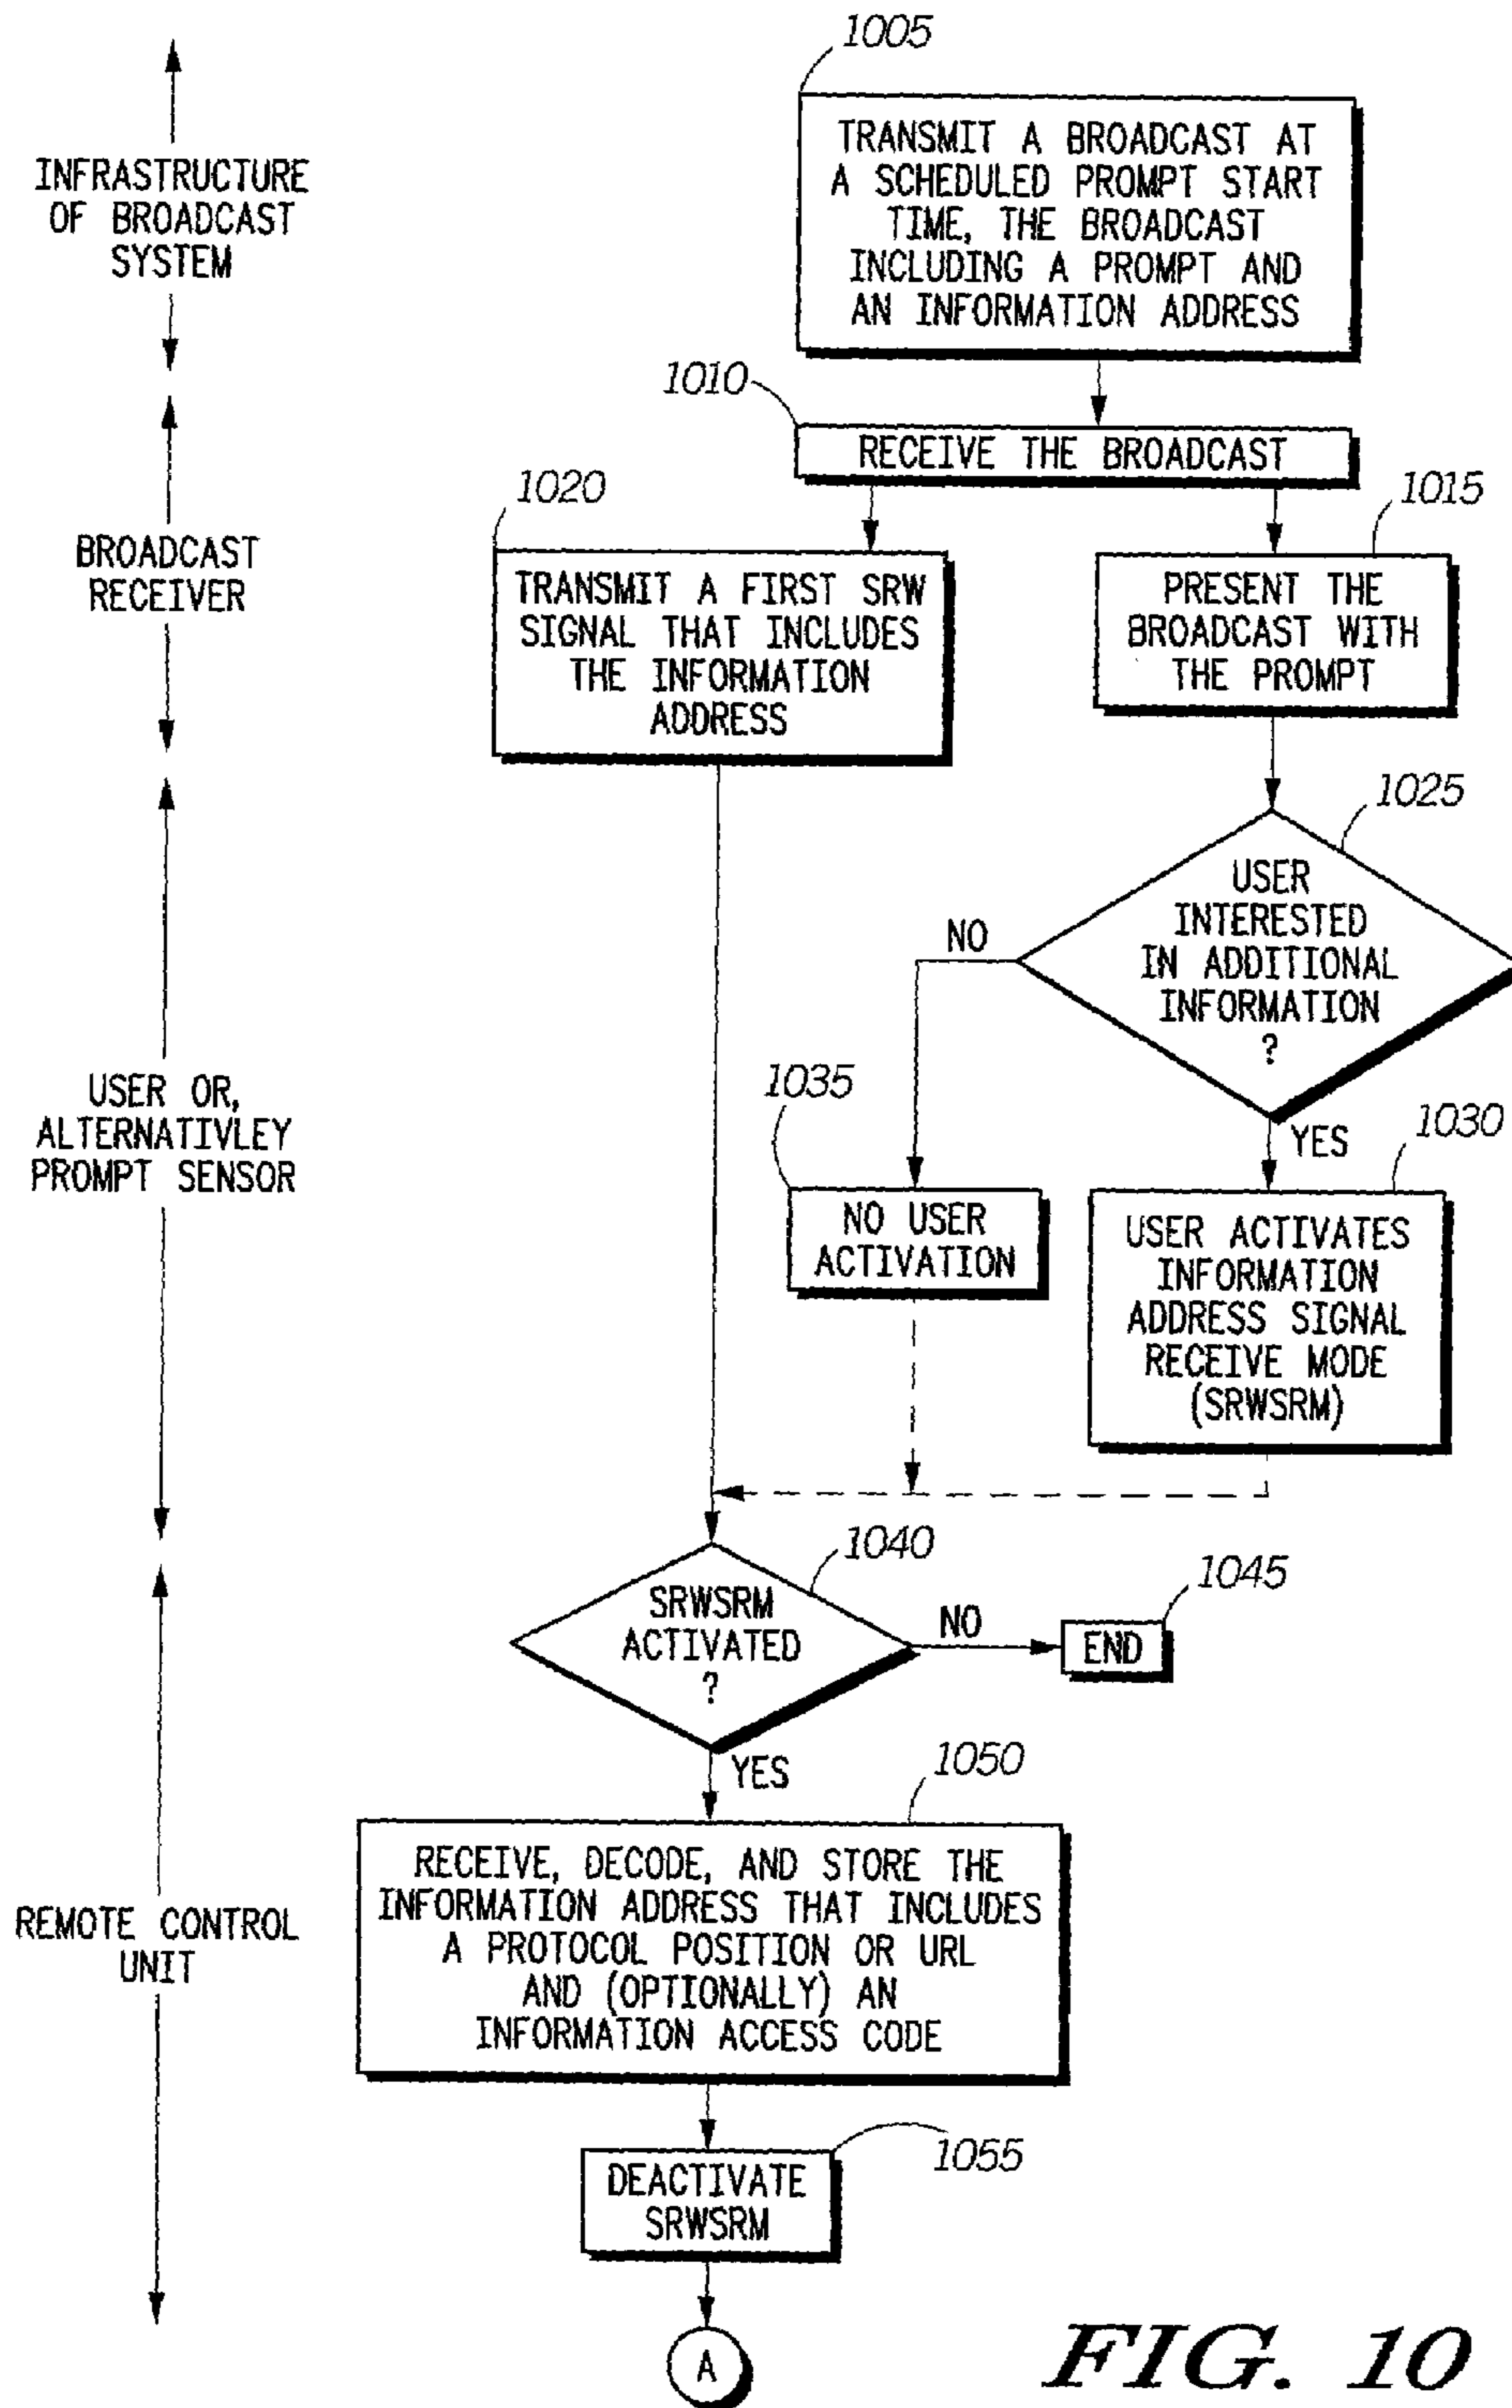 1005
TRANSMIT A BROADCAST AT
A SCHEDULED PROMPT START
TIME, THE BROADCAST
INCLUDING A PROMPT AND
AN INFORMATION ADDRESS
INFRASTRUCTURE
OF BROADCAST
SYSTEM
1010
RECEIVE THE BROADCAST
BROADCAST
RECEIVER
1020
TRANSMIT A FIRST SRW
SIGNAL THAT INCLUDES
THE INFORMATION
ADDRESS
1015
PRESENT THE
BROADCAST WITH
THE PROMPT
1025
USER
INTERESTED
IN ADDITIONAL
INFORMATION
?
NO
YES
USER OR,
ALTERNATIVLEY
PROMPT SENSOR
1035
NO USER
ACTIVATION
1030
USER ACTIVATES
INFORMATION
ADDRESS SIGNAL
RECEIVE MODE
(SRWSRM)
1040
SRWSRM
ACTIVATED
?
NO
1045
END
YES
1050
RECEIVE, DECODE, AND STORE THE
INFORMATION ADDRESS THAT INCLUDES
A PROTOCOL POSITION OR URL
AND (OPTIONALLY) AN
INFORMATION ACCESS CODE
REMOTE CONTROL
UNIT
1055
DEACTIVATE
SRWSRM
A
FIG. 10